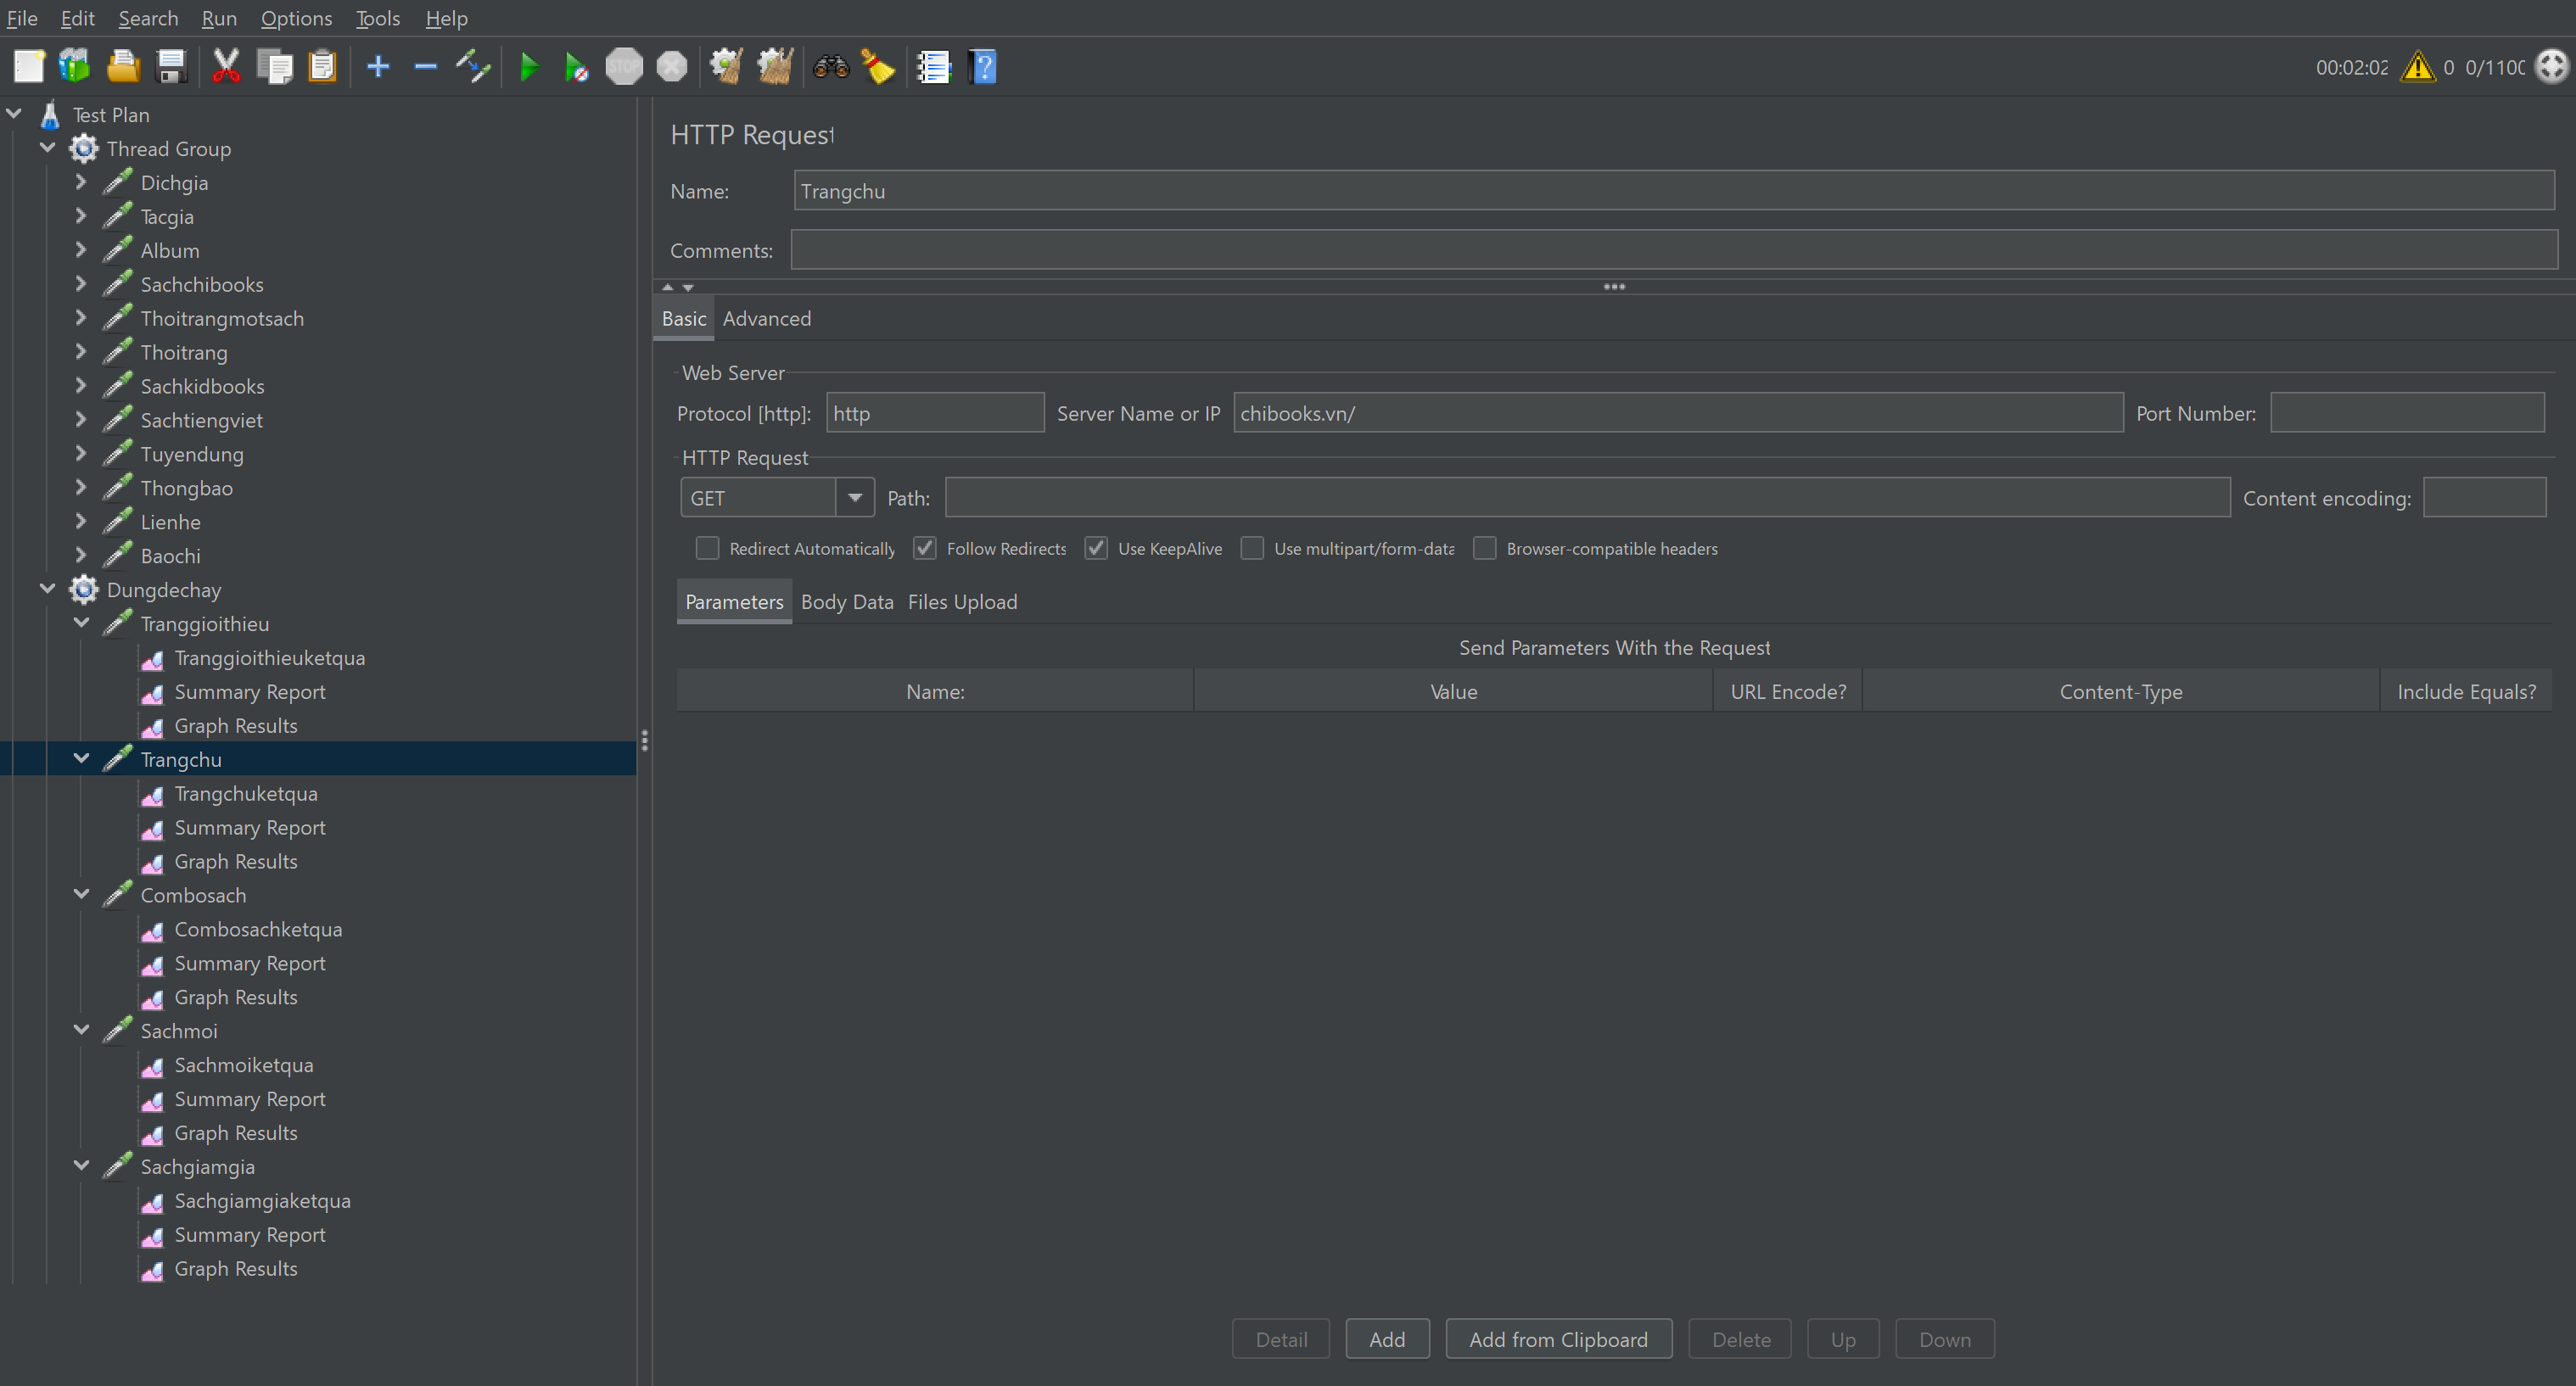 File Edit Search Run Options Tools Help
STOP
00:02:02 0 0/1100
Test Plan
Thread Group
Dichgia
Tacgia
Album
Sachchibooks
Thoitrangmotsach
Thoitrang
Sachkidbooks
Sachtiengviet
Tuyendung
Thongbao
Lienhe
Baochi
Dungdechay
Tranggioithieu
Tranggioithieuketqua
Summary Report
Graph Results
Trangchu
Trangchuketqua
Summary Report
Graph Results
Combosach
Combosachketqua
Summary Report
Graph Results
Sachmoi
Sachmoiketqua
Summary Report
Graph Results
Sachgiamgia
Sachgiamgiaketqua
Summary Report
Graph Results
HTTP Request
Name: Trangchu
Comments:
Basic Advanced
Web Server
Protocol [http]: http Server Name or IP chibooks.vn/ Port Number:
HTTP Request
GET Path: Content encoding:
Redirect Automatically Follow Redirects Use KeepAlive Use multipart/form-data Browser-compatible headers
Parameters Body Data Files Upload
Send Parameters With the Request
Name: Value URL Encode? Content-Type Include Equals?
Detail Add Add from Clipboard Delete Up Down